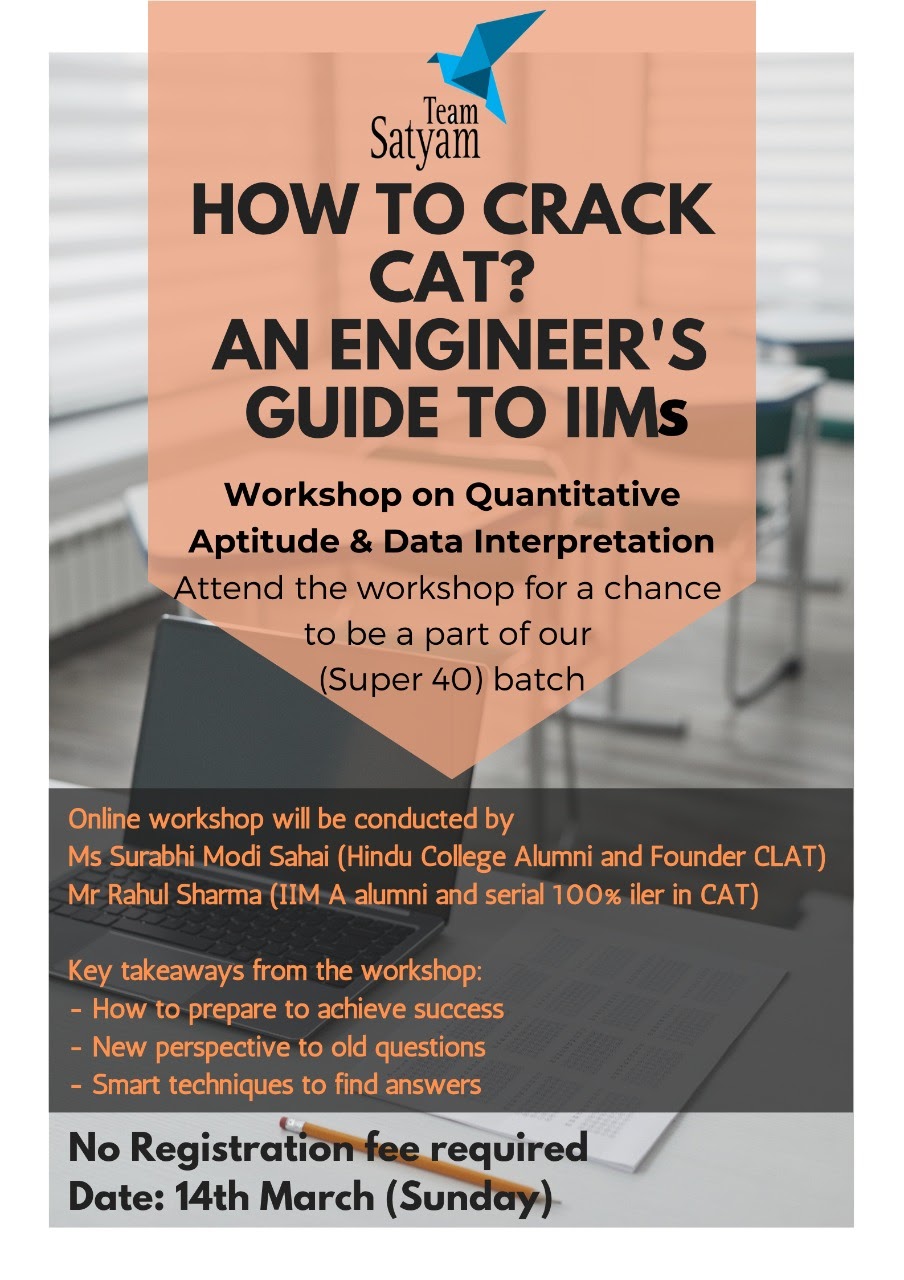 Team
Satyam
HOW TO CRACK
CAT?
AN ENGINEER'S
GUIDE TO IIMs
Workshop on Quantitative
Aptitude & Data Interpretation
Attend the workshop for a chance
to be a part of our
(Super 40) batch
Online workshop will be conducted by
Ms Surabhi Modi Sahai (Hindu College Alumni and Founder CLAT)
Mr Rahul Sharma (IIM A alumni and serial 100% iler in CAT)
Key takeaways from the workshop:
- How to prepare to achieve success
- New perspective to old questions
- Smart techniques to find answers
No Registration fee required
Date: 14th March (Sunday)